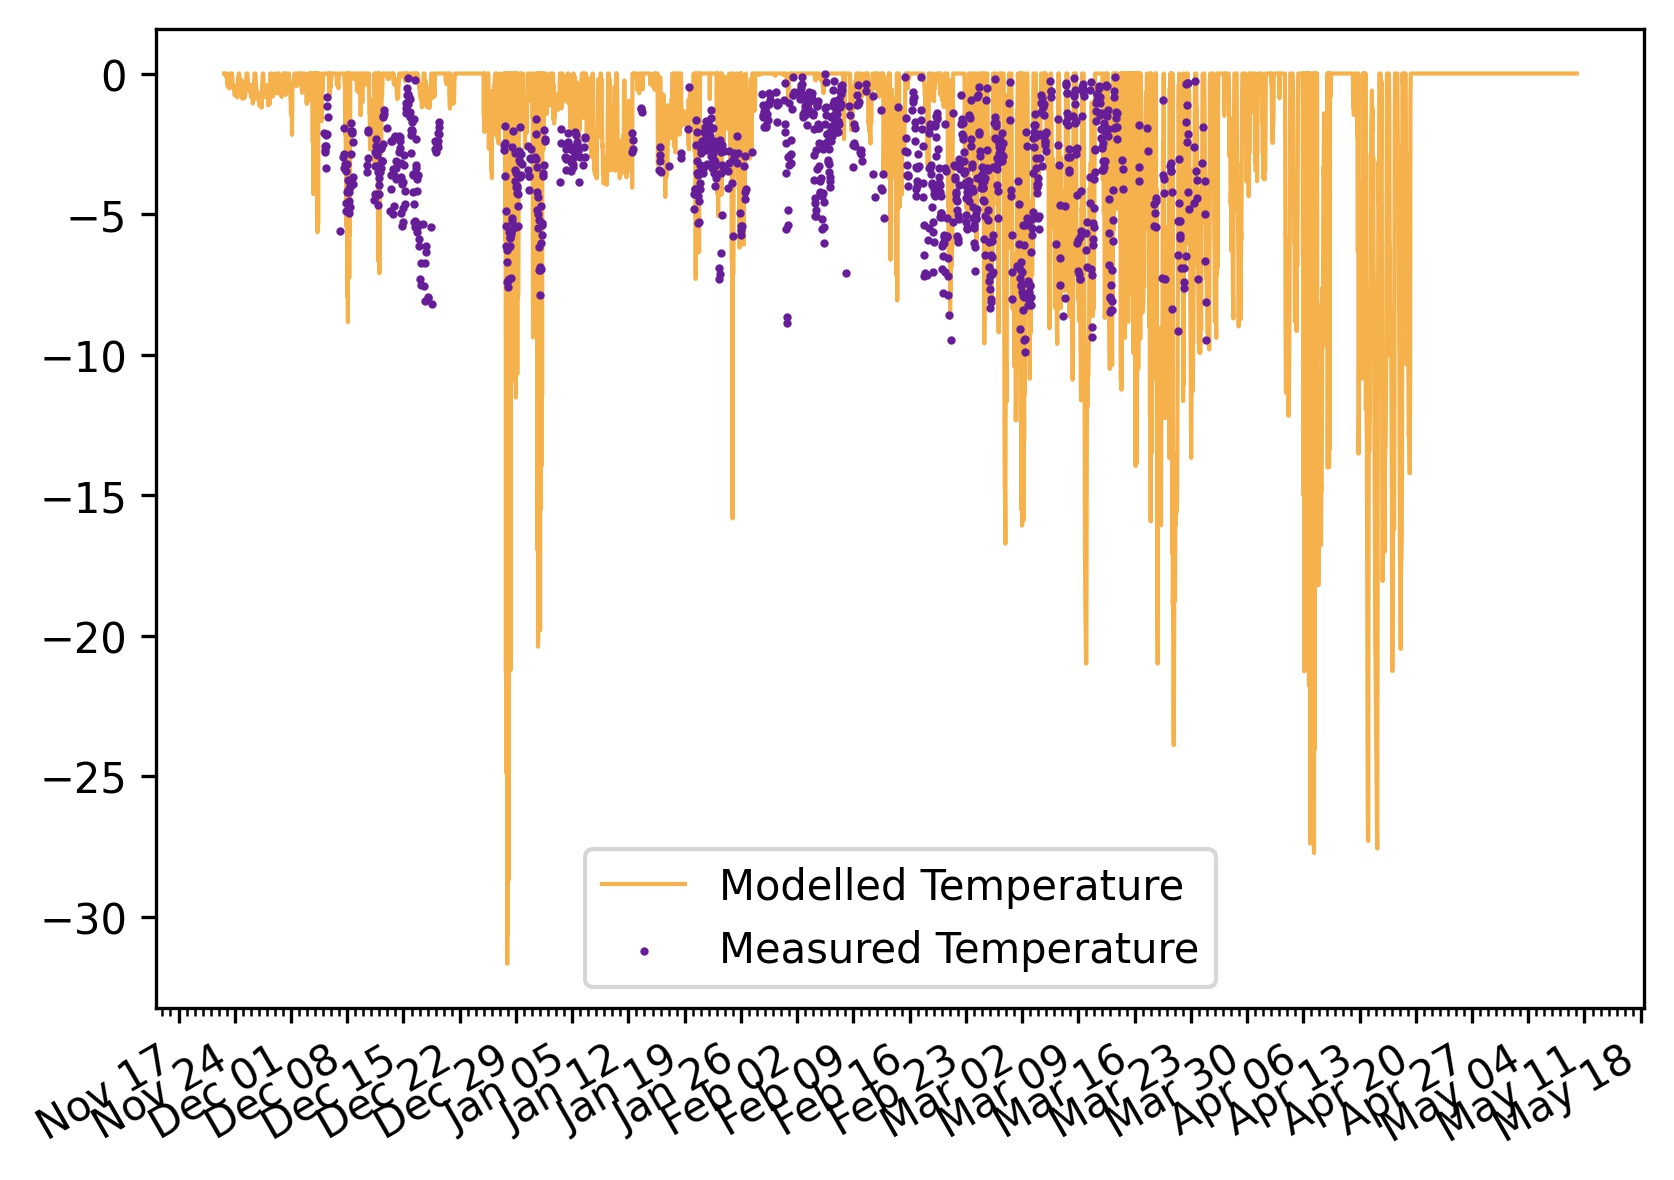 0
−5
−10
−15
−20
−25
−30
Modelled Temperature
Measured Temperature
Nov 17
Nov 24
Dec 01
Dec 08
Dec 15
Dec 22
Dec 29
Jan 05
Jan 12
Jan 19
Jan 26
Feb 02
Feb 09
Feb 16
Feb 23
Mar 02
Mar 09
Mar 16
Mar 23
Mar 30
Apr 06
Apr 13
Apr 20
Apr 27
May 04
May 11
May 18